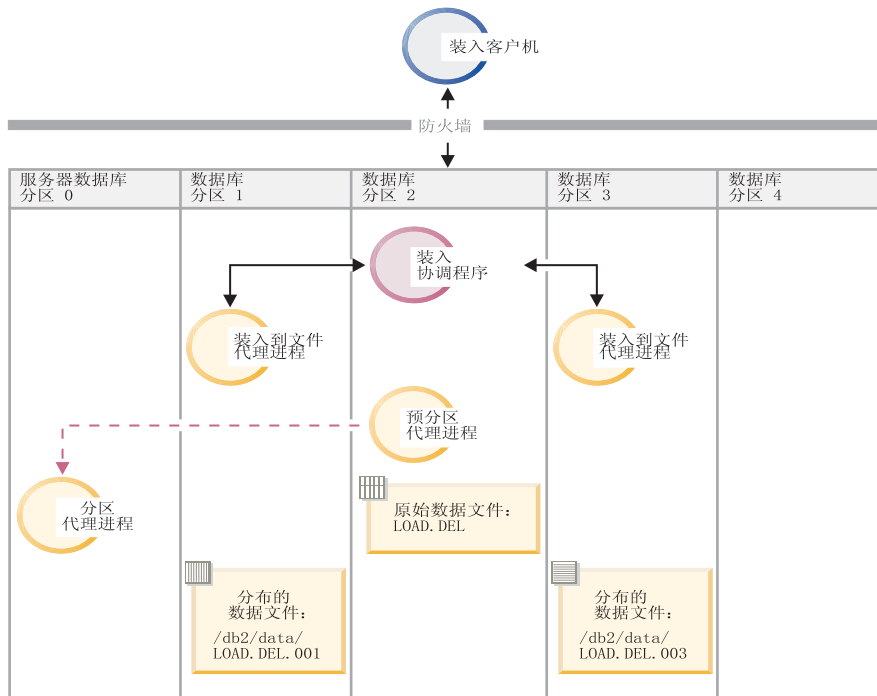 装入客户机
防火墙
服务器数据库
分区 0
数据库
分区 1
数据库
分区 2
数据库
分区 3
数据库
分区 4
装入
协调程序
装入到文件
代理进程
装入到文件
代理进程
预分区
代理进程
分区
代理进程
原始数据文件:
LOAD.DEL
分布的
数据文件:
/db2/data/
LOAD.DEL.001
分布的
数据文件:
/db2/data/
LOAD.DEL.003